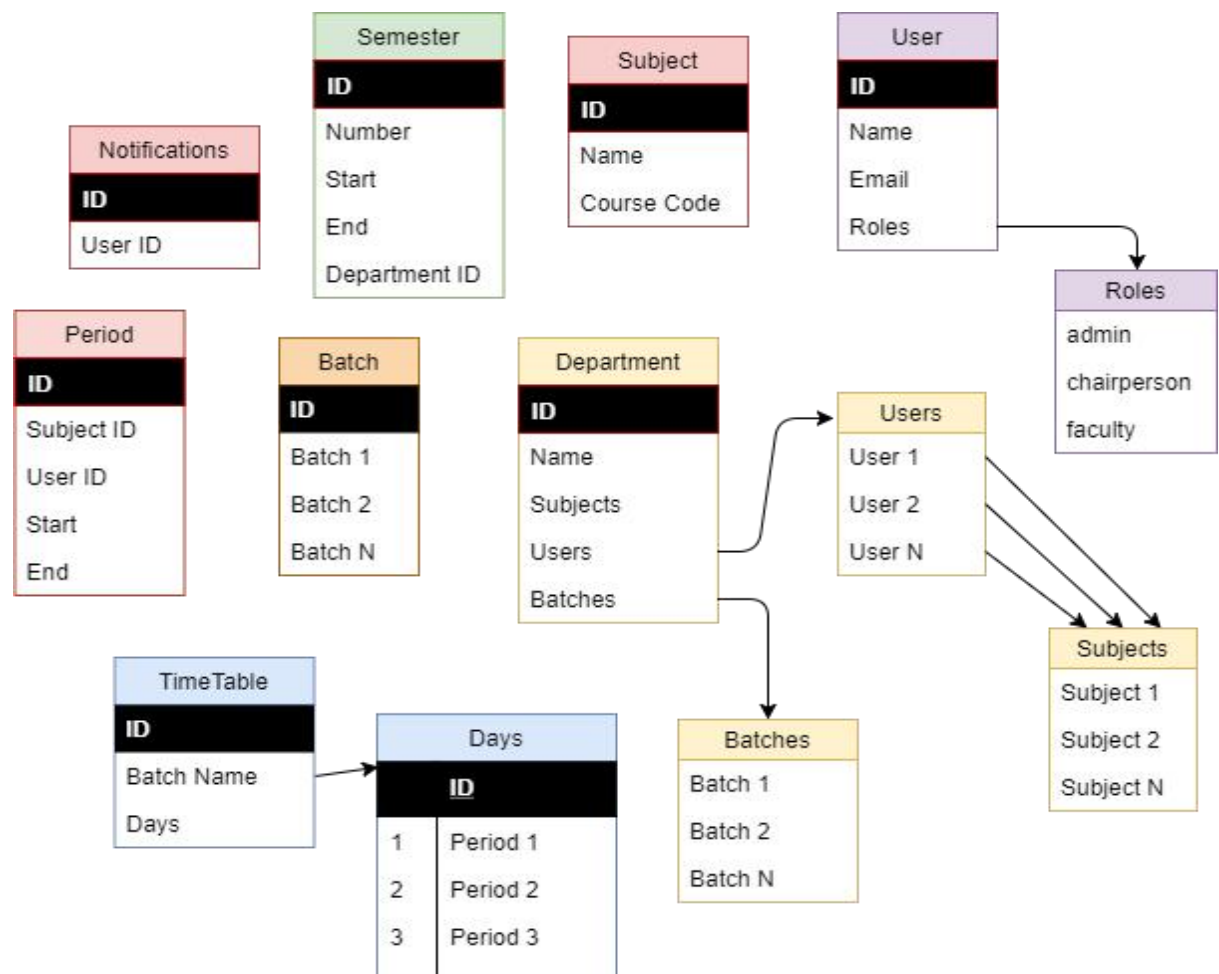 Semester
ID
Number
Start
End
Department ID
Subject
ID
Name
Course Code
User
ID
Name
Email
Roles
Notifications
ID
User ID
Roles
admin
chairperson
faculty
Period
ID
Subject ID
User ID
Start
End
Batch
ID
Batch 1
Batch 2
Batch N
Department
ID
Name
Subjects
Users
Batches
Users
User 1
User 2
User N
Subjects
Subject 1
Subject 2
Subject N
TimeTable
ID
Batch Name
Days
Days
ID
1 Period 1
2 Period 2
3 Period 3
Batches
Batch 1
Batch 2
Batch N